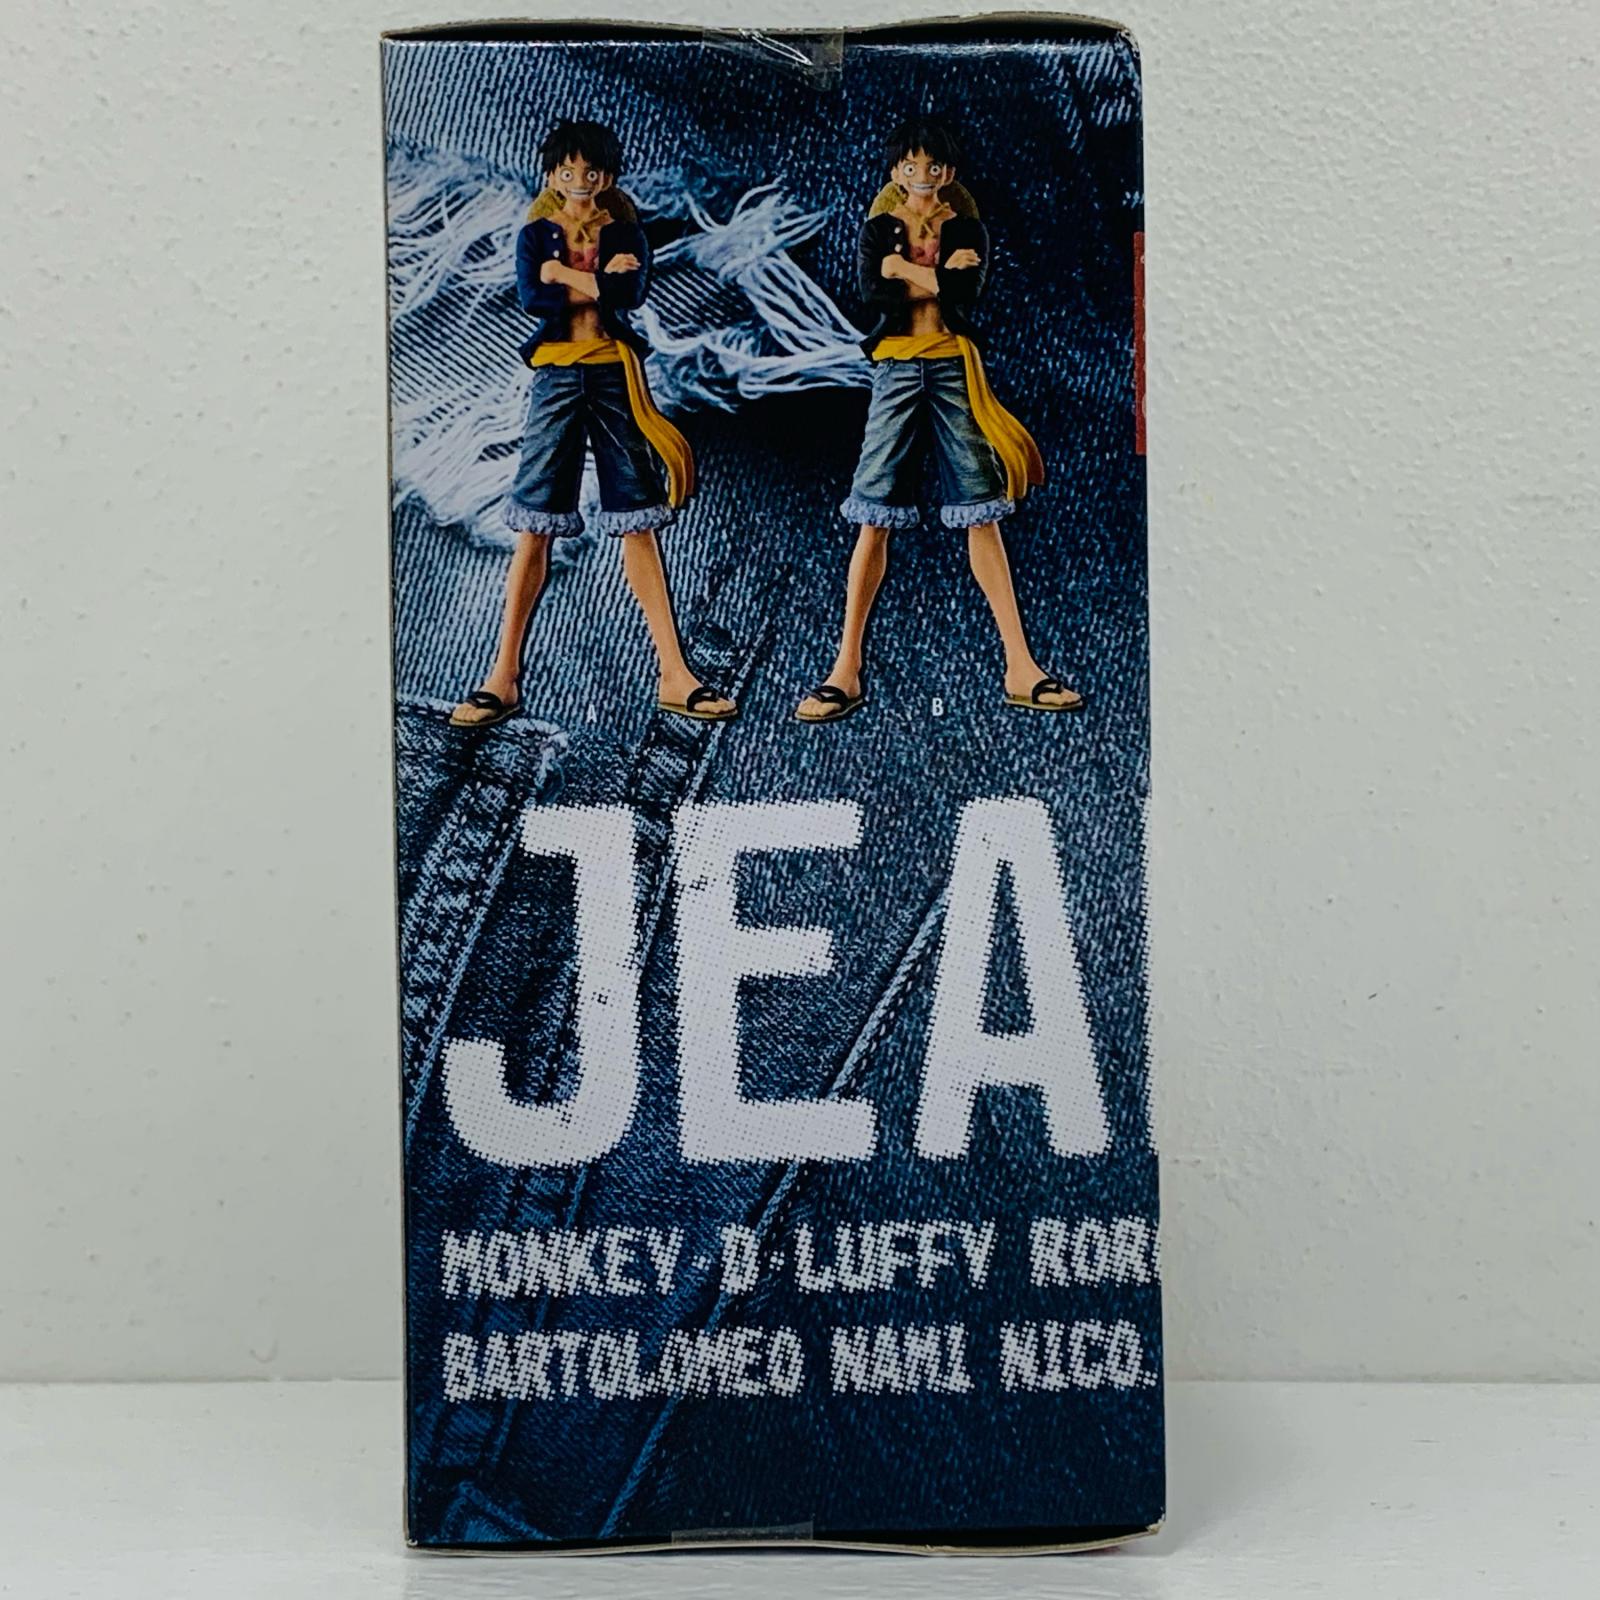 A B
JEA
MONKEY·D·LUFFY ROR
BARTOLOMEO NAMI NICO.